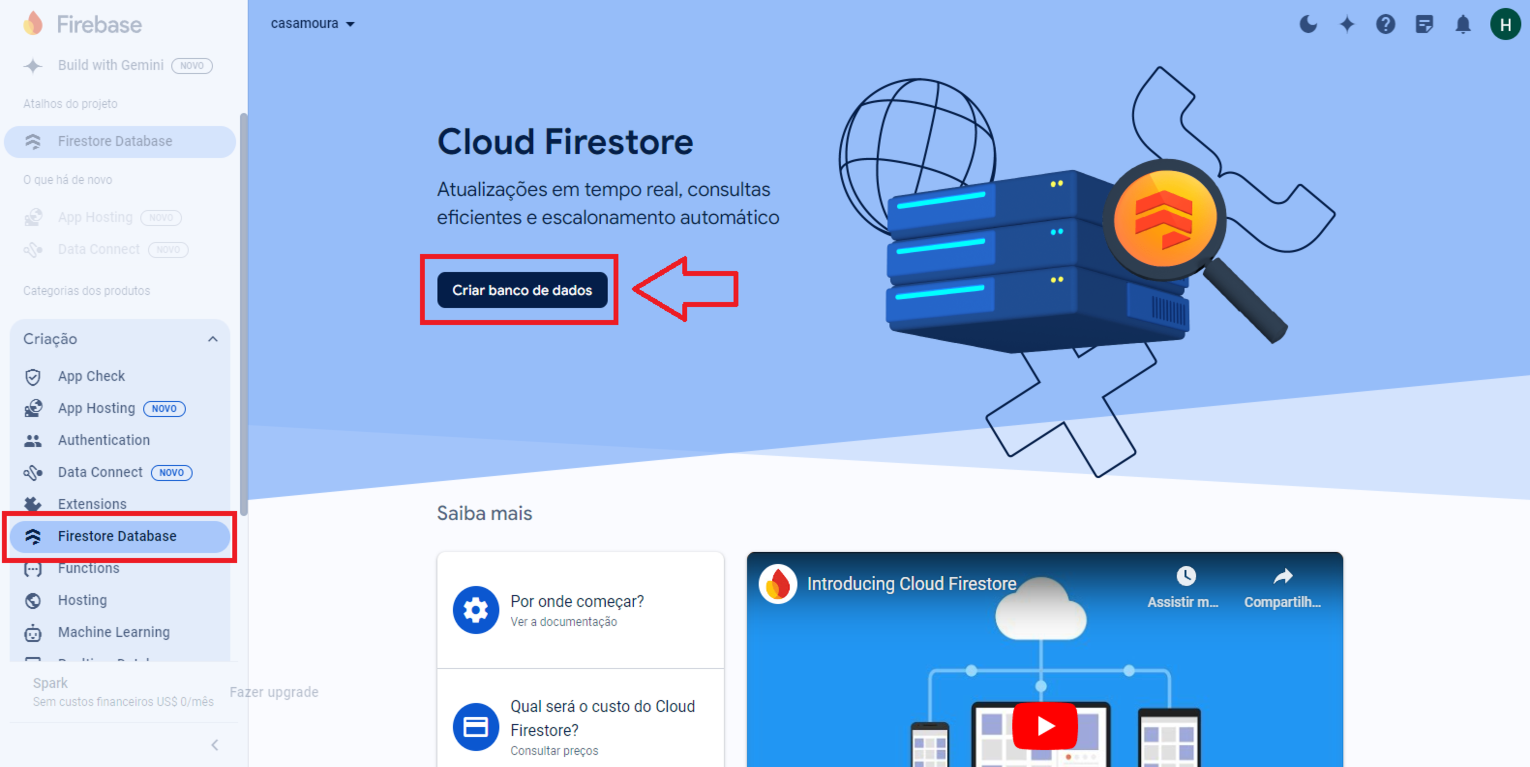 Firebase
Build with Gemini NOVO
Atalhos do projeto
Firestore Database
O que há de novo
App Hosting NOVO
Data Connect NOVO
Categorias dos produtos
Criação
App Check
App Hosting NOVO
Authentication
Data Connect NOVO
Extensions
Firestore Database
Functions
Hosting
Machine Learning
Spark
Sem custos financeiros US$ 0/mês
Fazer upgrade
casamoura
H
Cloud Firestore
Atualizações em tempo real, consultas
eficientes e escalonamento automático
Criar banco de dados
Saiba mais
Por onde começar?
Ver a documentação
Qual será o custo do Cloud
Firestore?
Consultar preços
Introducing Cloud Firestore
Assistir m...
Compartilh...